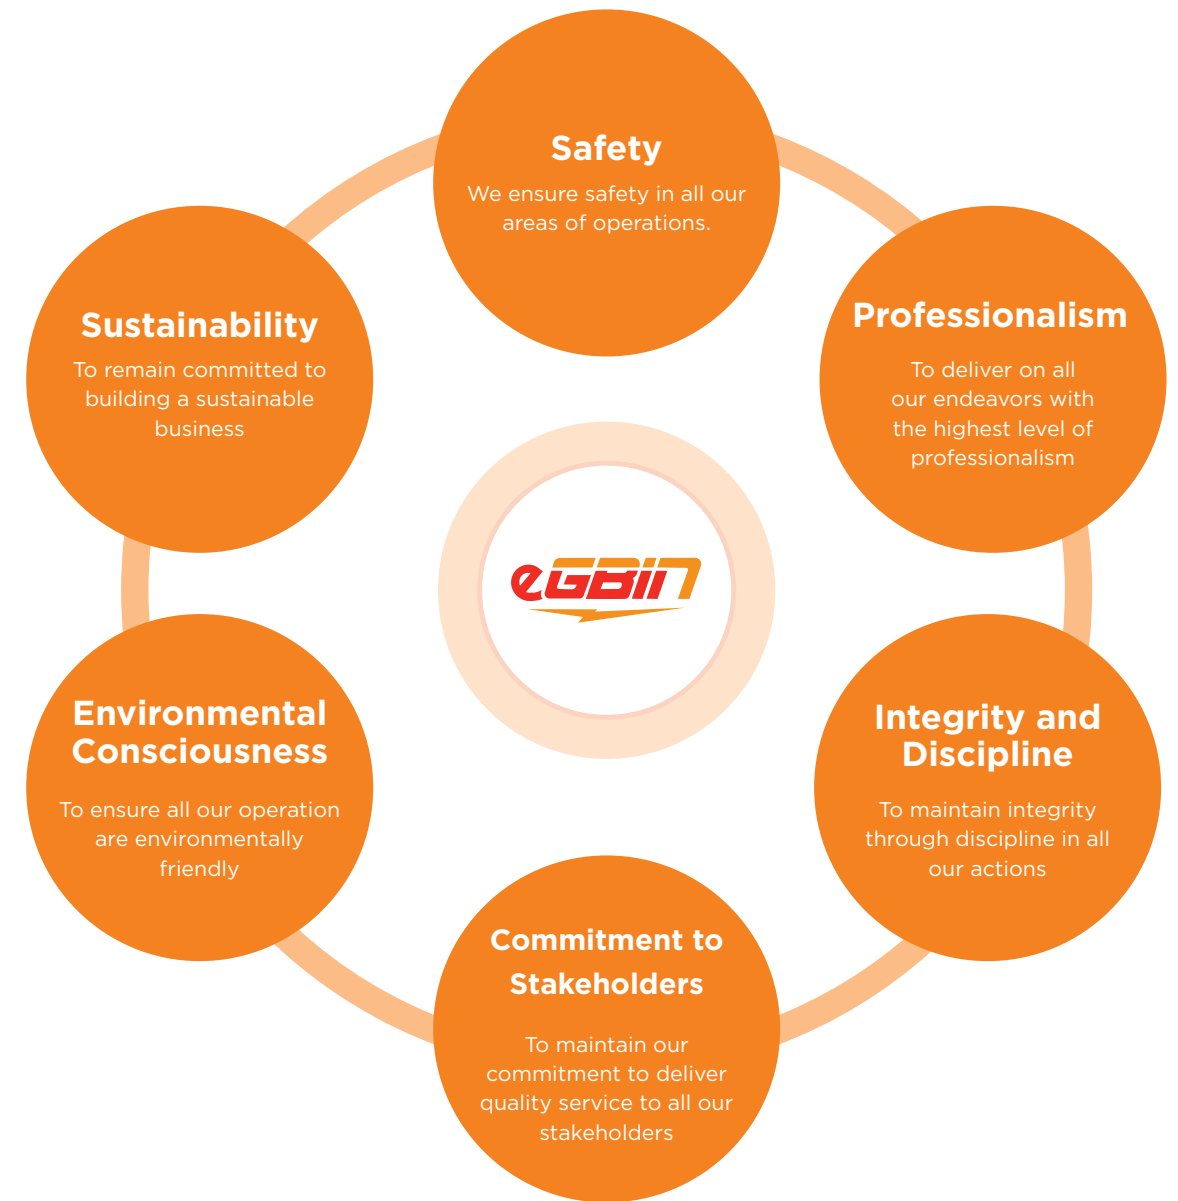 Safety
We ensure safety in all our
areas of operations.
Professionalism
To deliver on all
our endeavors with
the highest level of
professionalism
Integrity and
Discipline
To maintain integrity
through discipline in all
our actions
Commitment to
Stakeholders
To maintain our
commitment to deliver
quality service to all our
stakeholders
Environmental
Consciousness
To ensure all our operation
are environmentally
friendly
Sustainability
To remain committed to
building a sustainable
business
eGBin